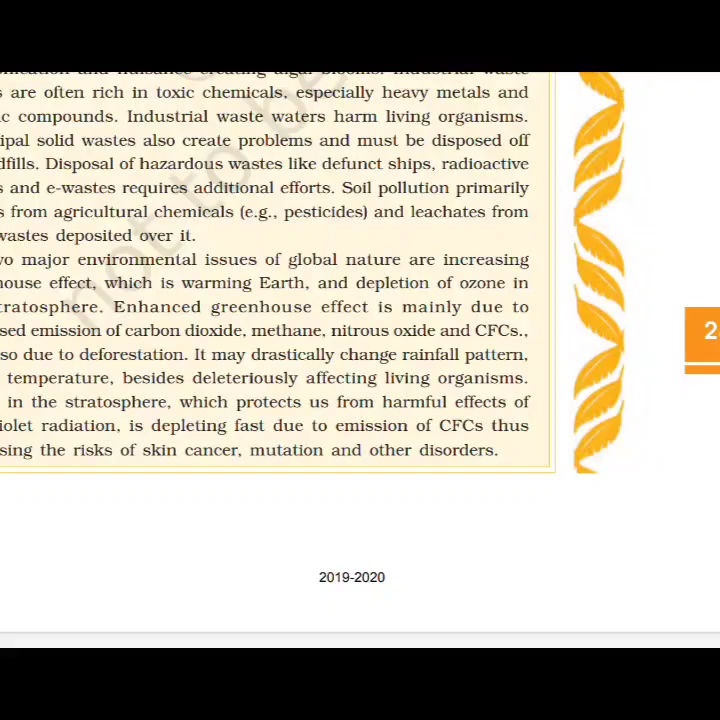 s are often rich in toxic chemicals, especially heavy metals and
c compounds. Industrial waste waters harm living organisms.
ipal solid wastes also create problems and must be disposed off
dfills. Disposal of hazardous wastes like defunct ships, radioactive
s and e-wastes requires additional efforts. Soil pollution primarily
s from agricultural chemicals (e.g., pesticides) and leachates from
wastes deposited over it.
vo major environmental issues of global nature are increasing
house effect, which is warming Earth, and depletion of ozone in
tratosphere. Enhanced greenhouse effect is mainly due to
sed emission of carbon dioxide, methane, nitrous oxide and CFCs.,
so due to deforestation. It may drastically change rainfall pattern,
temperature, besides deleteriously affecting living organisms.
in the stratosphere, which protects us from harmful effects of
iolet radiation, is depleting fast due to emission of CFCs thus
sing the risks of skin cancer, mutation and other disorders.
2
not to be
2019-2020